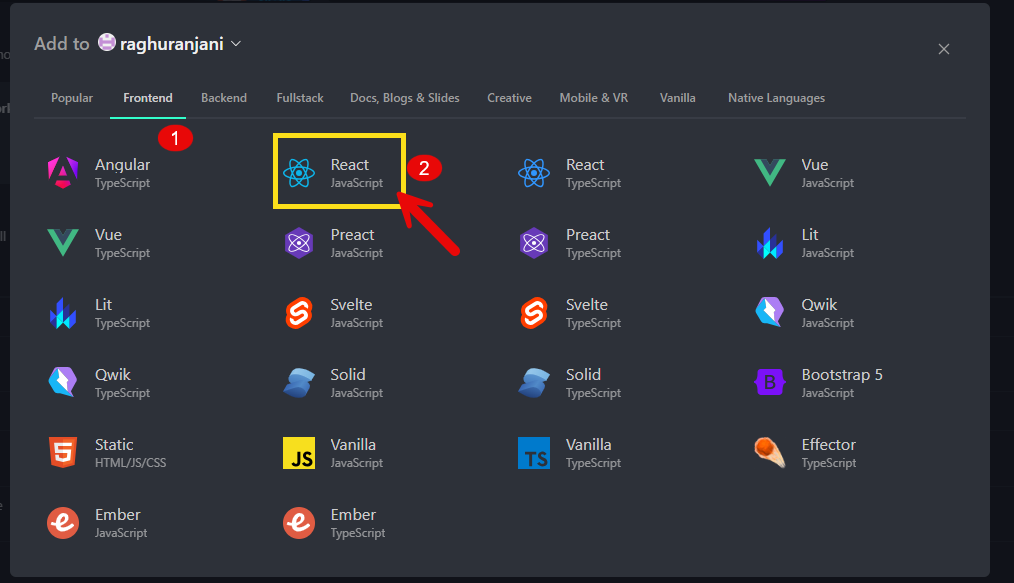 Add to raghuranjani
Popular Frontend Backend Fullstack Docs, Blogs & Slides Creative Mobile & VR Vanilla Native Languages
1
Angular
TypeScript
React
JavaScript
2
React
TypeScript
Vue
JavaScript
Vue
TypeScript
Preact
JavaScript
Preact
TypeScript
Lit
JavaScript
Lit
TypeScript
Svelte
JavaScript
Svelte
TypeScript
Qwik
JavaScript
Qwik
TypeScript
Solid
JavaScript
Solid
TypeScript
B
Bootstrap 5
JavaScript
5
Static
HTML/JS/CSS
JS
Vanilla
JavaScript
TS
Vanilla
TypeScript
Effector
TypeScript
e
Ember
JavaScript
e
Ember
TypeScript